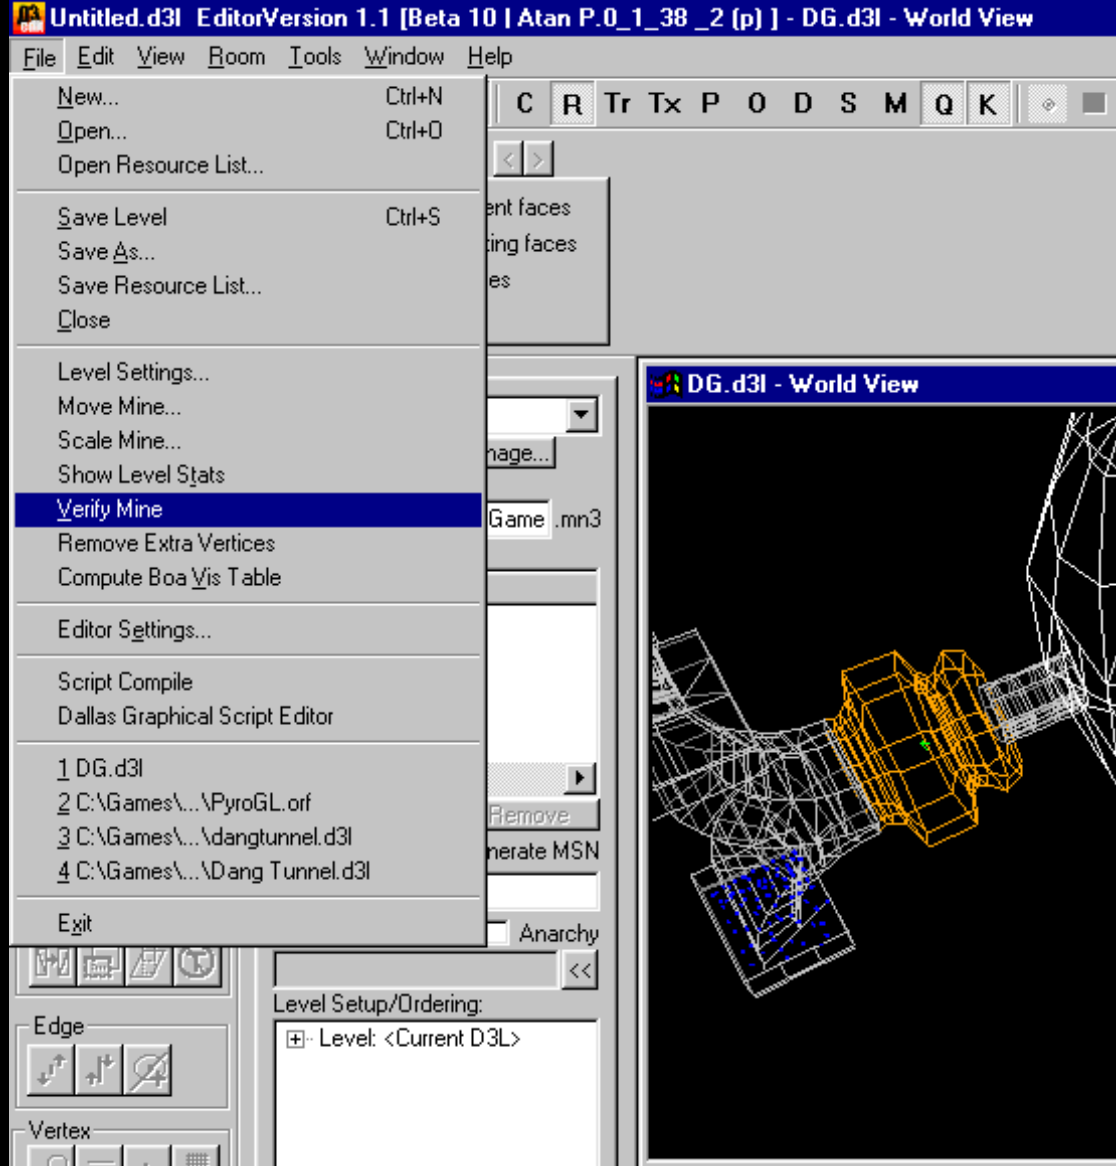 Untitled.d3l EditorVersion 1.1 [Beta 10 | Atan P.0_1_38 _2 (p) ] - DG.d3l - World View
File Edit View Room Tools Window Help
C R Tr Tx P O D S M Q K
New... Ctrl+N
Open... Ctrl+O
Open Resource List...
Save Level Ctrl+S
Save As...
Save Resource List...
Close
Level Settings...
Move Mine...
Scale Mine...
Show Level Stats
Verify Mine
Remove Extra Vertices
Compute Boa Vis Table
Editor Settings...
Script Compile
Dallas Graphical Script Editor
1 DG.d3l
2 C:\Games\...\PyroGL.orf
3 C:\Games\...\dangtunnel.d3l
4 C:\Games\...\Dang Tunnel.d3l
Exit
< >
ent faces
ting faces
es
nage...
Game .mn3
Remove
nerate MSN
Anarchy
<<
Level Setup/Ordering:
Level: <Current D3L>
Edge
Vertex
DG.d3l - World View